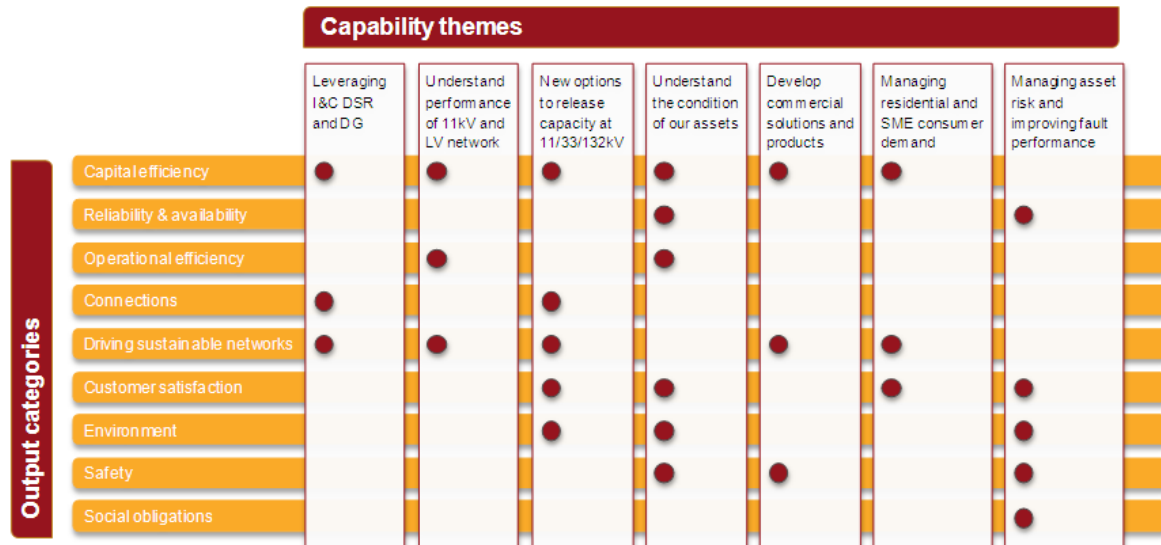 Capability themes
Leveraging
I&C DSR
and DG
Understand
performance
of 11kV and
LV network
New options
to release
capacity at
11/33/132kV
Understand
the condition
of our assets
Develop
commercial
solutions and
products
Managing
residential and
SME consumer
demand
Managing asset
risk and
improving fault
performance
Output categories
Capital efficiency
Reliability & availability
Operational efficiency
Connections
Driving sustainable networks
Customer satisfaction
Environment
Safety
Social obligations